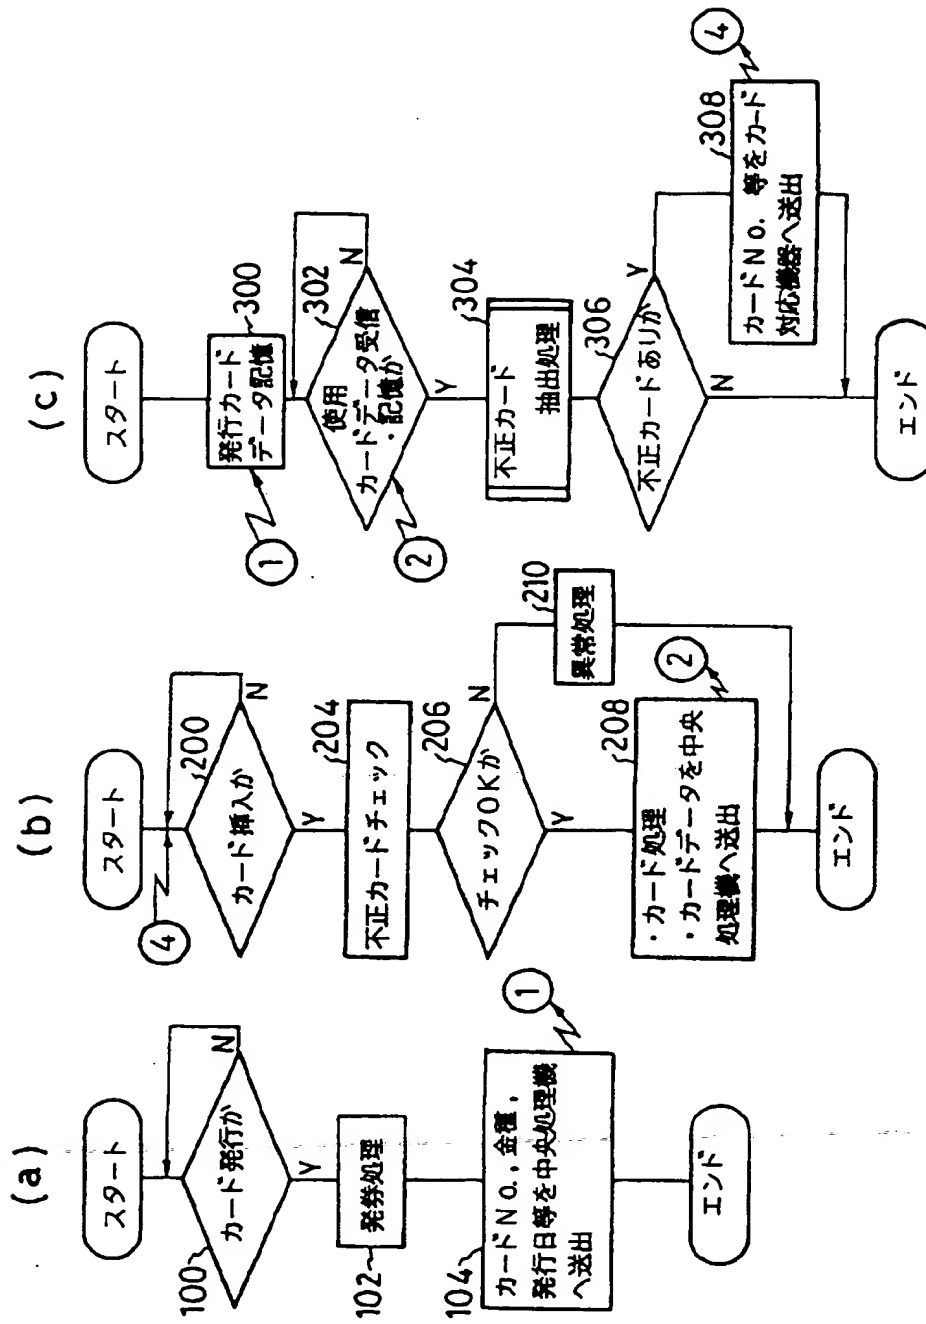 (a)
スタート
100
カード発行か
N
Y
102
発券処理
104
カードNo.,金種,
発行日等を中央処理機
へ送出
1
エンド
(b)
スタート
4
200
カード挿入か
N
Y
204
不正カードチェック
206
チェックOKか
N
Y
210
異常処理
208
・カード処理
・カードデータを中央
処理機へ送出
2
エンド
(c)
スタート
300
発行カード
データ記憶
1
302
使用
カードデータ受信
・記憶か
N
Y
2
304
不正カード
抽出処理
306
不正カードありか
Y
N
308
カードNo. 等をカード
対応機器へ送出
4
エンド